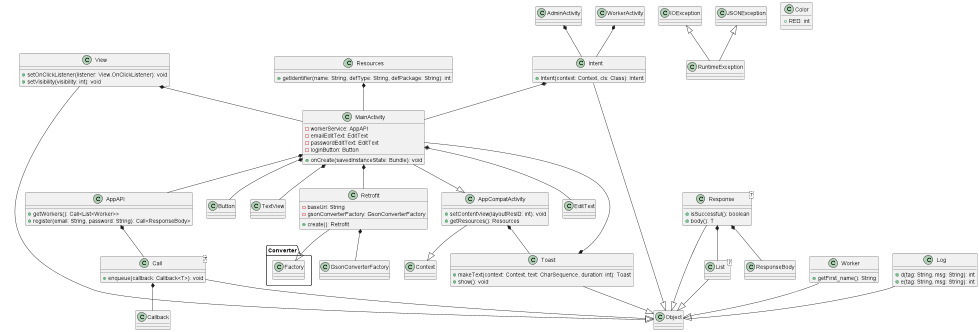 AdminActivity
WorkerActivity
IOException
JSONException
Color
RED: int
View
setOnClickListener(listener: View.OnClickListener): void
setVisibility(visibility: int): void
Resources
getIdentifier(name: String, defType: String, defPackage: String): int
Intent
Intent(context: Context, cls: Class): Intent
RuntimeException
MainActivity
workerService: AppAPI
emailEditText: EditText
passwordEditText: EditText
loginButton: Button
onCreate(savedInstanceState: Bundle): void
AppAPI
getWorkers(): Call<List<Worker>>
register(email: String, password: String): Call<ResponseBody>
Button
TextView
Retrofit
baseUrl: String
gsonConverterFactory: GsonConverterFactory
create(): Retrofit
AppCompatActivity
setContentView(layoutResID: int): void
getResources(): Resources
EditText
Response
T
isSuccessful(): boolean
body(): T
Call
T
enqueue(callback: Callback<T>): void
Converter
Factory
GsonConverterFactory
Context
Toast
makeText(context: Context, text: CharSequence, duration: int): Toast
show(): void
List
ResponseBody
Worker
getFirst_name(): String
Log
d(tag: String, msg: String): int
e(tag: String, msg: String): int
Callback
Object